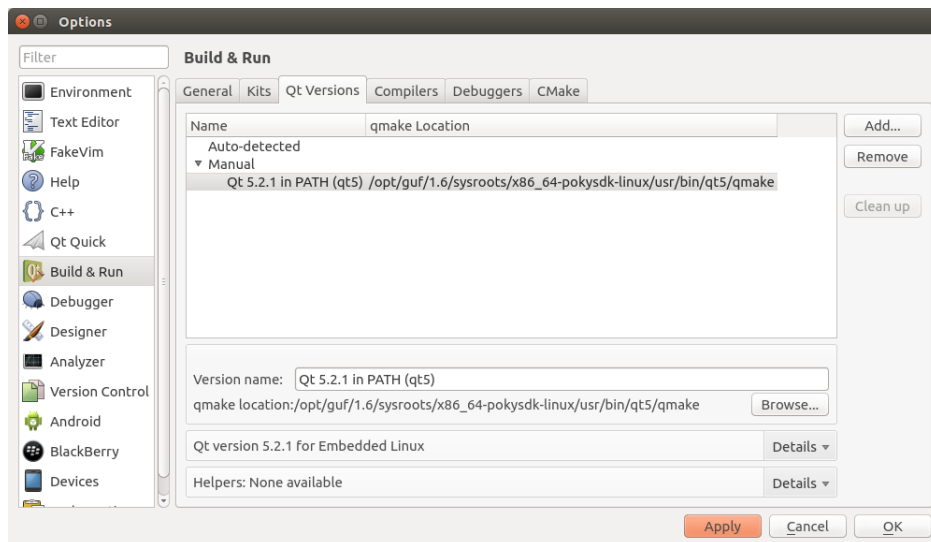 Options
Filter
Build & Run
Environment
Text Editor
FakeVim
Help
C++
Qt Quick
Build & Run
Debugger
Designer
Analyzer
Version Control
Android
BlackBerry
Devices
General Kits Qt Versions Compilers Debuggers CMake
Name qmake Location
Auto-detected
Manual
Qt 5.2.1 in PATH (qt5) /opt/guf/1.6/sysroots/x86_64-pokysdk-linux/usr/bin/qt5/qmake
Add...
Remove
Clean up
Version name: Qt 5.2.1 in PATH (qt5)
qmake location:/opt/guf/1.6/sysroots/x86_64-pokysdk-linux/usr/bin/qt5/qmake Browse...
Qt version 5.2.1 for Embedded Linux Details
Helpers: None available Details
Apply Cancel OK